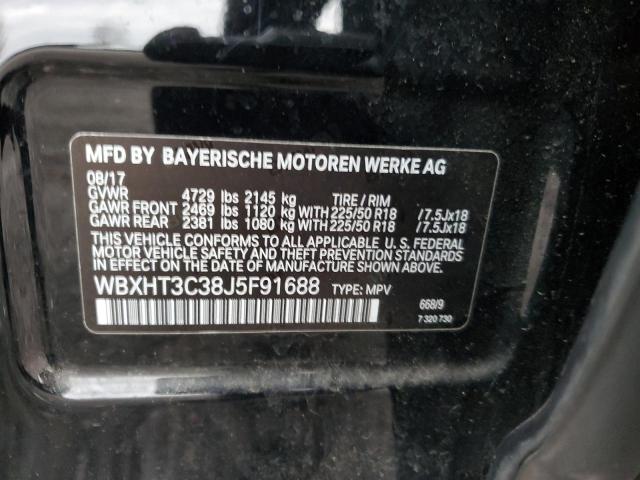 MFD BY BAYERISCHE MOTOREN WERKE AG
08/17
GVWR 4729 lbs 2145 kg TIRE / RIM
GAWR FRONT 2469 lbs 1120 kg WITH 225/50 R18 /7.5Jx18
GAWR REAR 2381 lbs 1080 kg WITH 225/50 R18 /7.5Jx18
THIS VEHICLE CONFORMS TO ALL APPLICABLE U. S. FEDERAL
MOTOR VEHICLE SAFETY AND THEFT PREVENTION STANDARDS
IN EFFECT ON THE DATE OF MANUFACTURE SHOWN ABOVE.
WBXHT3C38J5F91688 TYPE: MPV
668/9
7 320 730